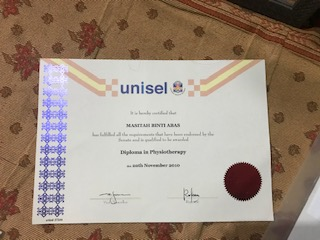 unisel
It is hereby certified that
MASITAH BINTI ABAS
has fulfilled all the requirements that have been endorsed by the
Senate and is qualified to be awarded
Diploma in Physiotherapy
on 20th November 2010